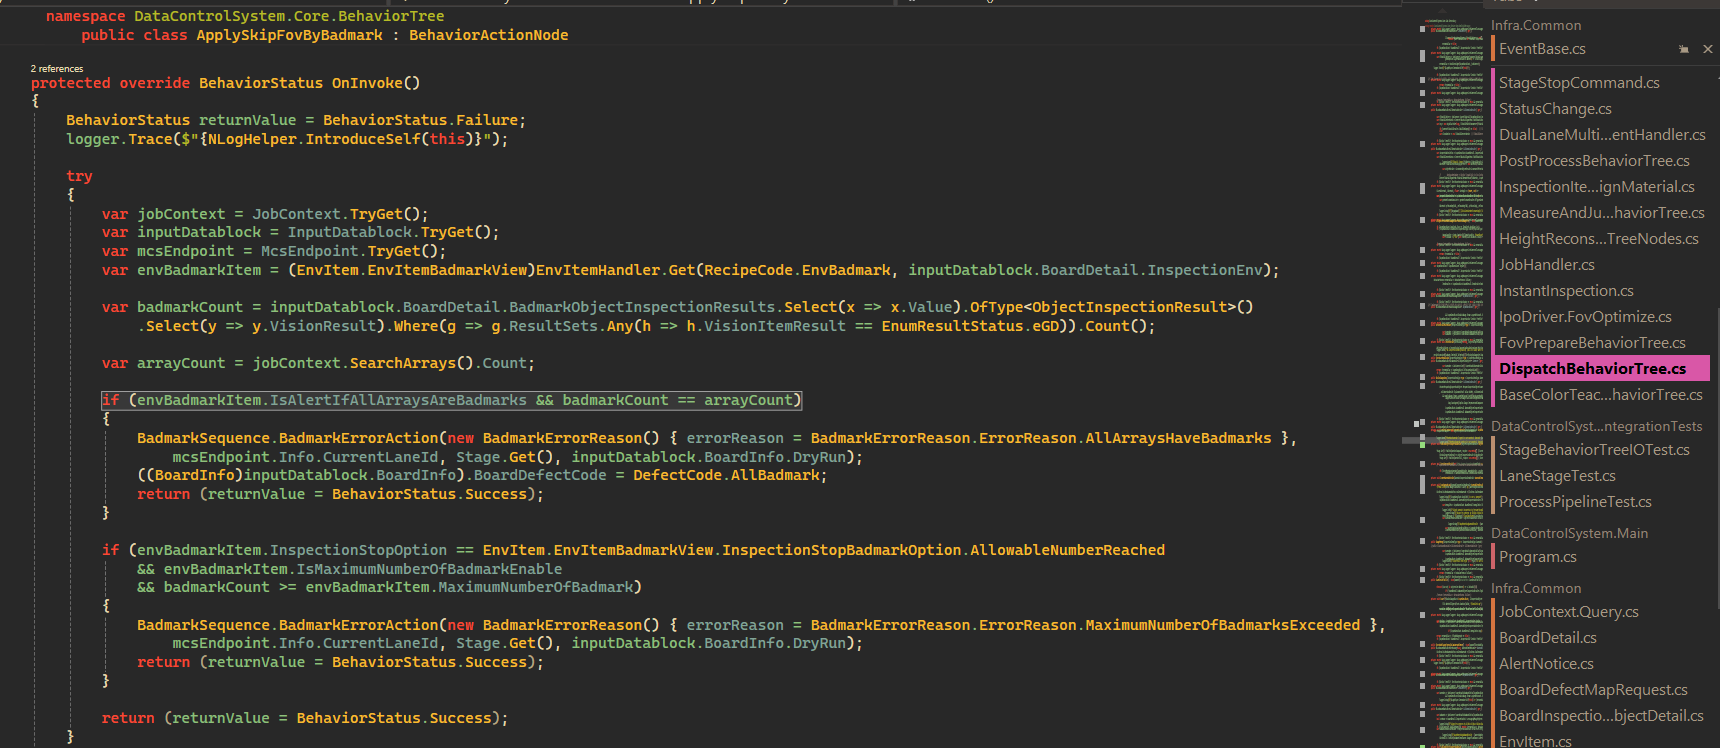 namespace DataControlSystem.Core.BehaviorTree
public class ApplySkipFovByBadmark : BehaviorActionNode
2 references
protected override BehaviorStatus OnInvoke()
{
BehaviorStatus returnValue = BehaviorStatus.Failure;
logger.Trace($"{NLogHelper.IntroduceSelf(this)}");
try
{
var jobContext = JobContext.TryGet();
var inputDatablock = InputDatablock.TryGet();
var mcsEndpoint = McsEndpoint.TryGet();
var envBadmarkItem = (EnvItem.EnvItemBadmarkView)EnvItemHandler.Get(RecipeCode.EnvBadmark, inputDatablock.BoardDetail.InspectionEnv);
var badmarkCount = inputDatablock.BoardDetail.BadmarkObjectInspectionResults.Select(x => x.Value).OfType<ObjectInspectionResult>()
.Select(y => y.VisionResult).Where(g => g.ResultSets.Any(h => h.VisionItemResult == EnumResultStatus.eGD)).Count();
var arrayCount = jobContext.SearchArrays().Count;
if (envBadmarkItem.IsAlertIfAllArraysAreBadmarks && badmarkCount == arrayCount)
{
BadmarkSequence.BadmarkErrorAction(new BadmarkErrorReason() { errorReason = BadmarkErrorReason.ErrorReason.AllArraysHaveBadmarks },
mcsEndpoint.Info.CurrentLaneId, Stage.Get(), inputDatablock.BoardInfo.DryRun);
((BoardInfo)inputDatablock.BoardInfo).BoardDefectCode = DefectCode.AllBadmark;
return (returnValue = BehaviorStatus.Success);
}
if (envBadmarkItem.InspectionStopOption == EnvItem.EnvItemBadmarkView.InspectionStopBadmarkOption.AllowableNumberReached
&& envBadmarkItem.IsMaximumNumberOfBadmarkEnable
&& badmarkCount >= envBadmarkItem.MaximumNumberOfBadmark)
{
BadmarkSequence.BadmarkErrorAction(new BadmarkErrorReason() { errorReason = BadmarkErrorReason.ErrorReason.MaximumNumberOfBadmarksExceeded },
mcsEndpoint.Info.CurrentLaneId, Stage.Get(), inputDatablock.BoardInfo.DryRun);
return (returnValue = BehaviorStatus.Success);
}
return (returnValue = BehaviorStatus.Success);
}
Infra.Common
EventBase.cs
StageStopCommand.cs
StatusChange.cs
DualLaneMulti...entHandler.cs
PostProcessBehaviorTree.cs
InspectionIte...ignMaterial.cs
MeasureAndJu...haviorTree.cs
HeightRecons...TreeNodes.cs
JobHandler.cs
InstantInspection.cs
IpoDriver.FovOptimize.cs
FovPrepareBehaviorTree.cs
DispatchBehaviorTree.cs
BaseColorTeac...haviorTree.cs
DataControlSyst...ntegrationTests
StageBehaviorTreeIOTest.cs
LaneStageTest.cs
ProcessPipelineTest.cs
DataControlSystem.Main
Program.cs
Infra.Common
JobContext.Query.cs
BoardDetail.cs
AlertNotice.cs
BoardDefectMapRequest.cs
BoardInspectio...bjectDetail.cs
EnvItem.cs